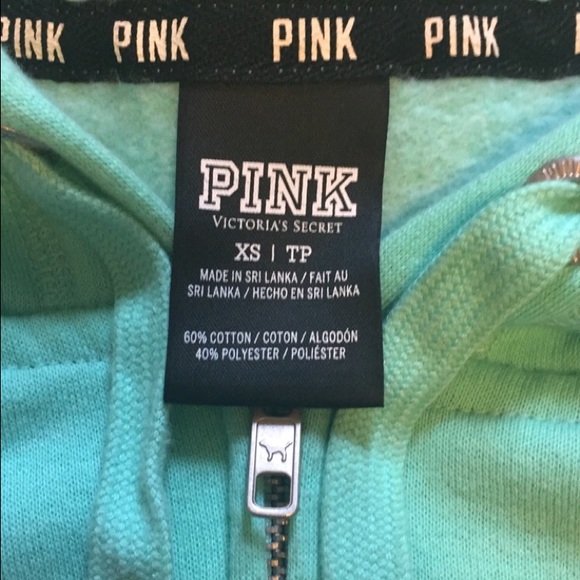 PINK PINK PINK PINK
PINK
VICTORIA'S SECRET
XS | TP
MADE IN SRI LANKA / FAIT AU
SRI LANKA / HECHO EN SRI LANKA
60% COTTON / COTON / ALGODÓN
40% POLYESTER / POLIÉSTER